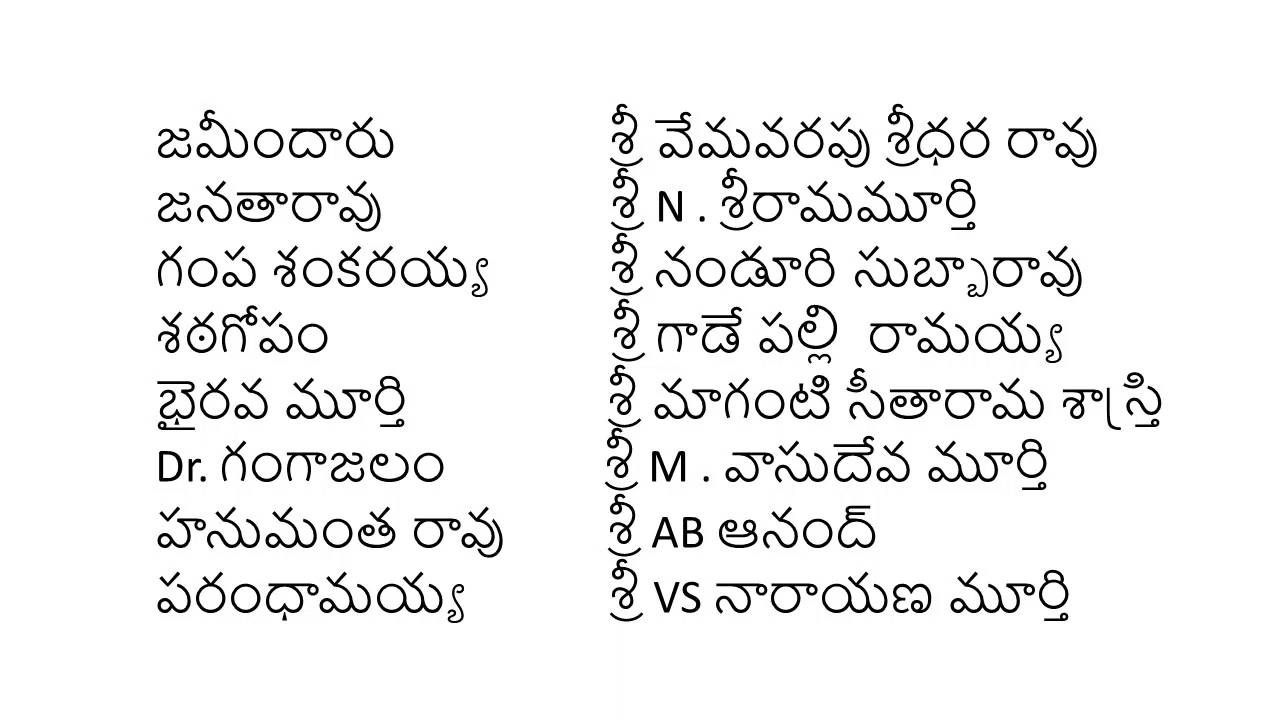 జమీందారు శ్రీ వేమవరపు శ్రీధర రావు
జనతారావు శ్రీ N . శ్రీరామమూర్తి
గంప శంకరయ్య శ్రీ నండూరి సుబ్బారావు
శఠగోపం శ్రీ గాడే పల్లి రామయ్య
భైరవ మూర్తి శ్రీ మాగంటి సీతారామ శాస్త్రి
Dr. గంగాజలం శ్రీ M . వాసుదేవ మూర్తి
హనుమంత రావు శ్రీ AB ఆనంద్
పరంధామయ్య శ్రీ VS నారాయణ మూర్తి